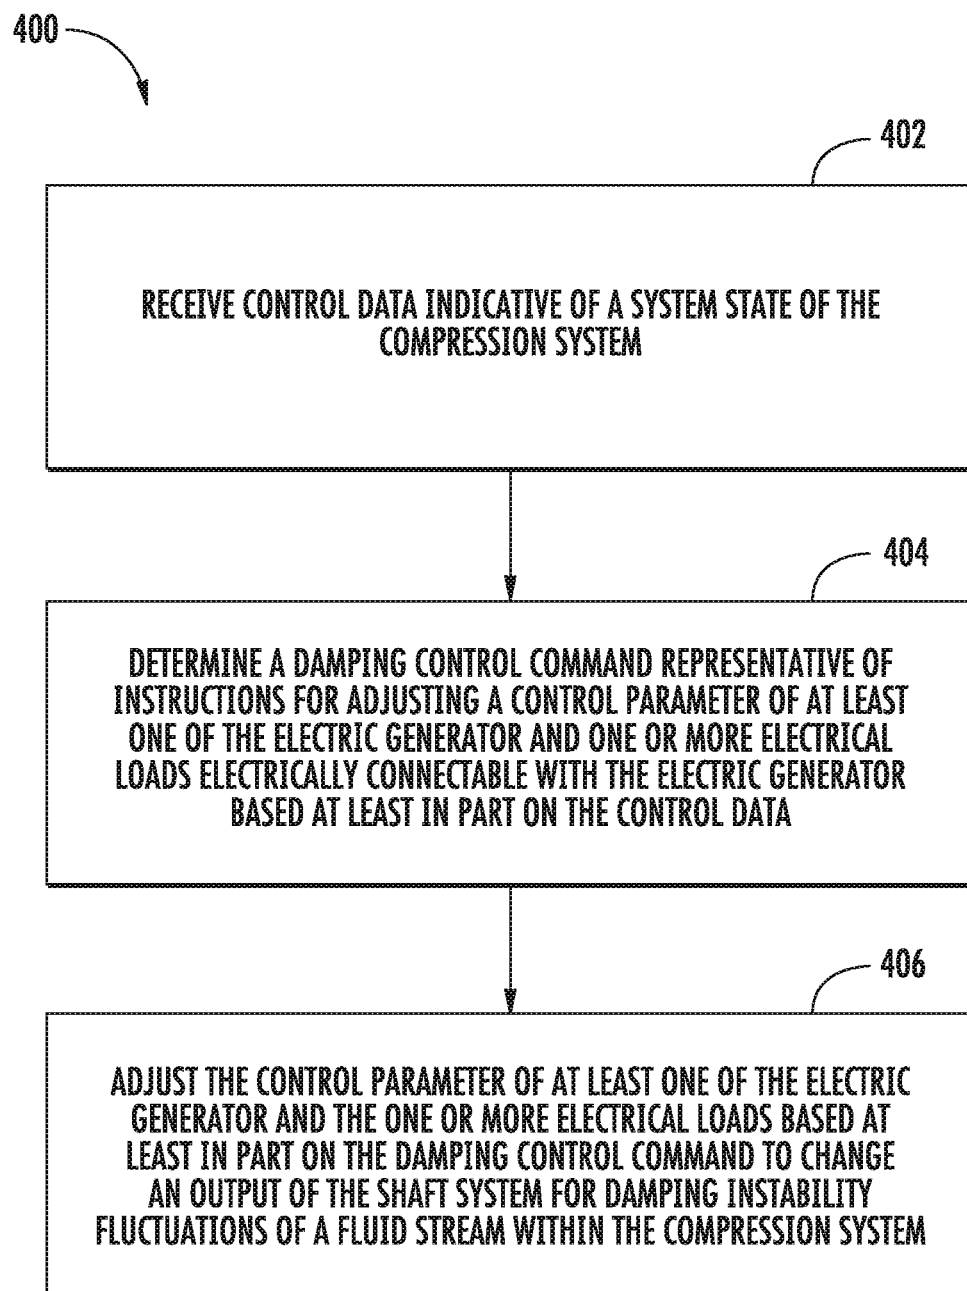 400
402
RECEIVE CONTROL DATA INDICATIVE OF A SYSTEM STATE OF THE
COMPRESSION SYSTEM
404
DETERMINE A DAMPING CONTROL COMMAND REPRESENTATIVE OF
INSTRUCTIONS FOR ADJUSTING A CONTROL PARAMETER OF AT LEAST
ONE OF THE ELECTRIC GENERATOR AND ONE OR MORE ELECTRICAL
LOADS ELECTRICALLY CONNECTABLE WITH THE ELECTRIC GENERATOR
BASED AT LEAST IN PART ON THE CONTROL DATA
406
ADJUST THE CONTROL PARAMETER OF AT LEAST ONE OF THE ELECTRIC
GENERATOR AND THE ONE OR MORE ELECTRICAL LOADS BASED AT
LEAST IN PART ON THE DAMPING CONTROL COMMAND TO CHANGE
AN OUTPUT OF THE SHAFT SYSTEM FOR DAMPING INSTABILITY
FLUCTUATIONS OF A FLUID STREAM WITHIN THE COMPRESSION SYSTEM